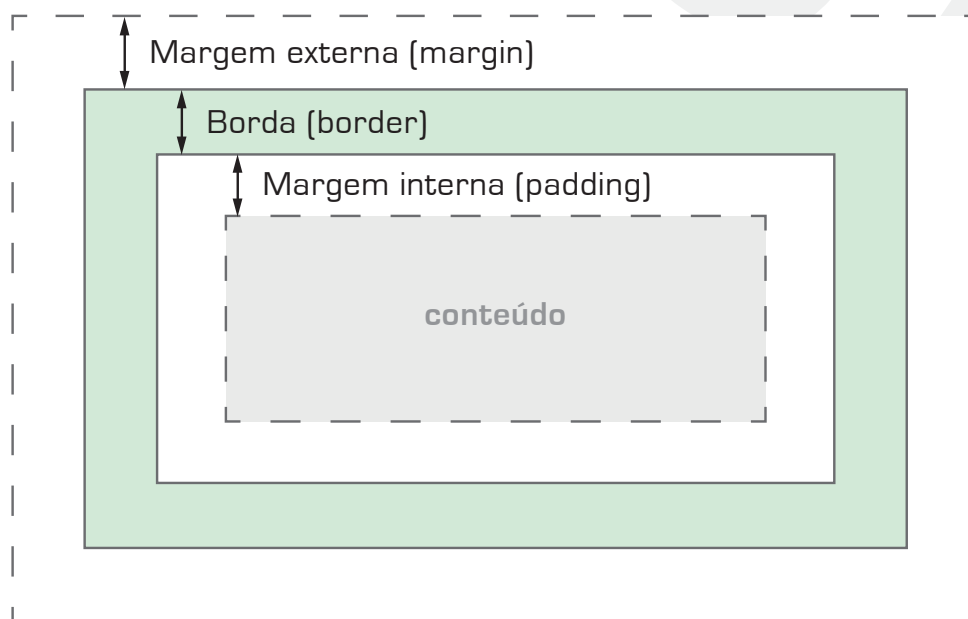 Margem externa (margin)
Borda (border)
Margem interna (padding)
conteúdo